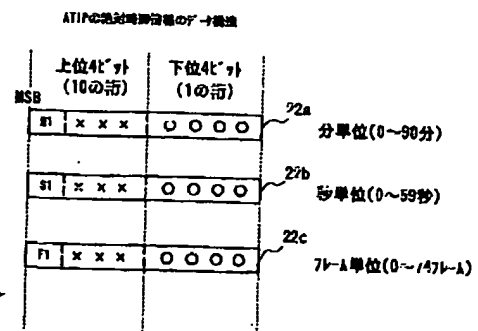 ATIPの絶対時間情報のデータ構造
上位4ビット 下位4ビット
(10の桁) (1の桁)
MSB
M1 × × × ○ ○ ○ ○ 22a 分単位(0〜90分)
S1 × × × ○ ○ ○ ○ 22b 秒単位(0〜59秒)
F1 × × × ○ ○ ○ ○ 22c フレーム単位(0〜74フレーム)